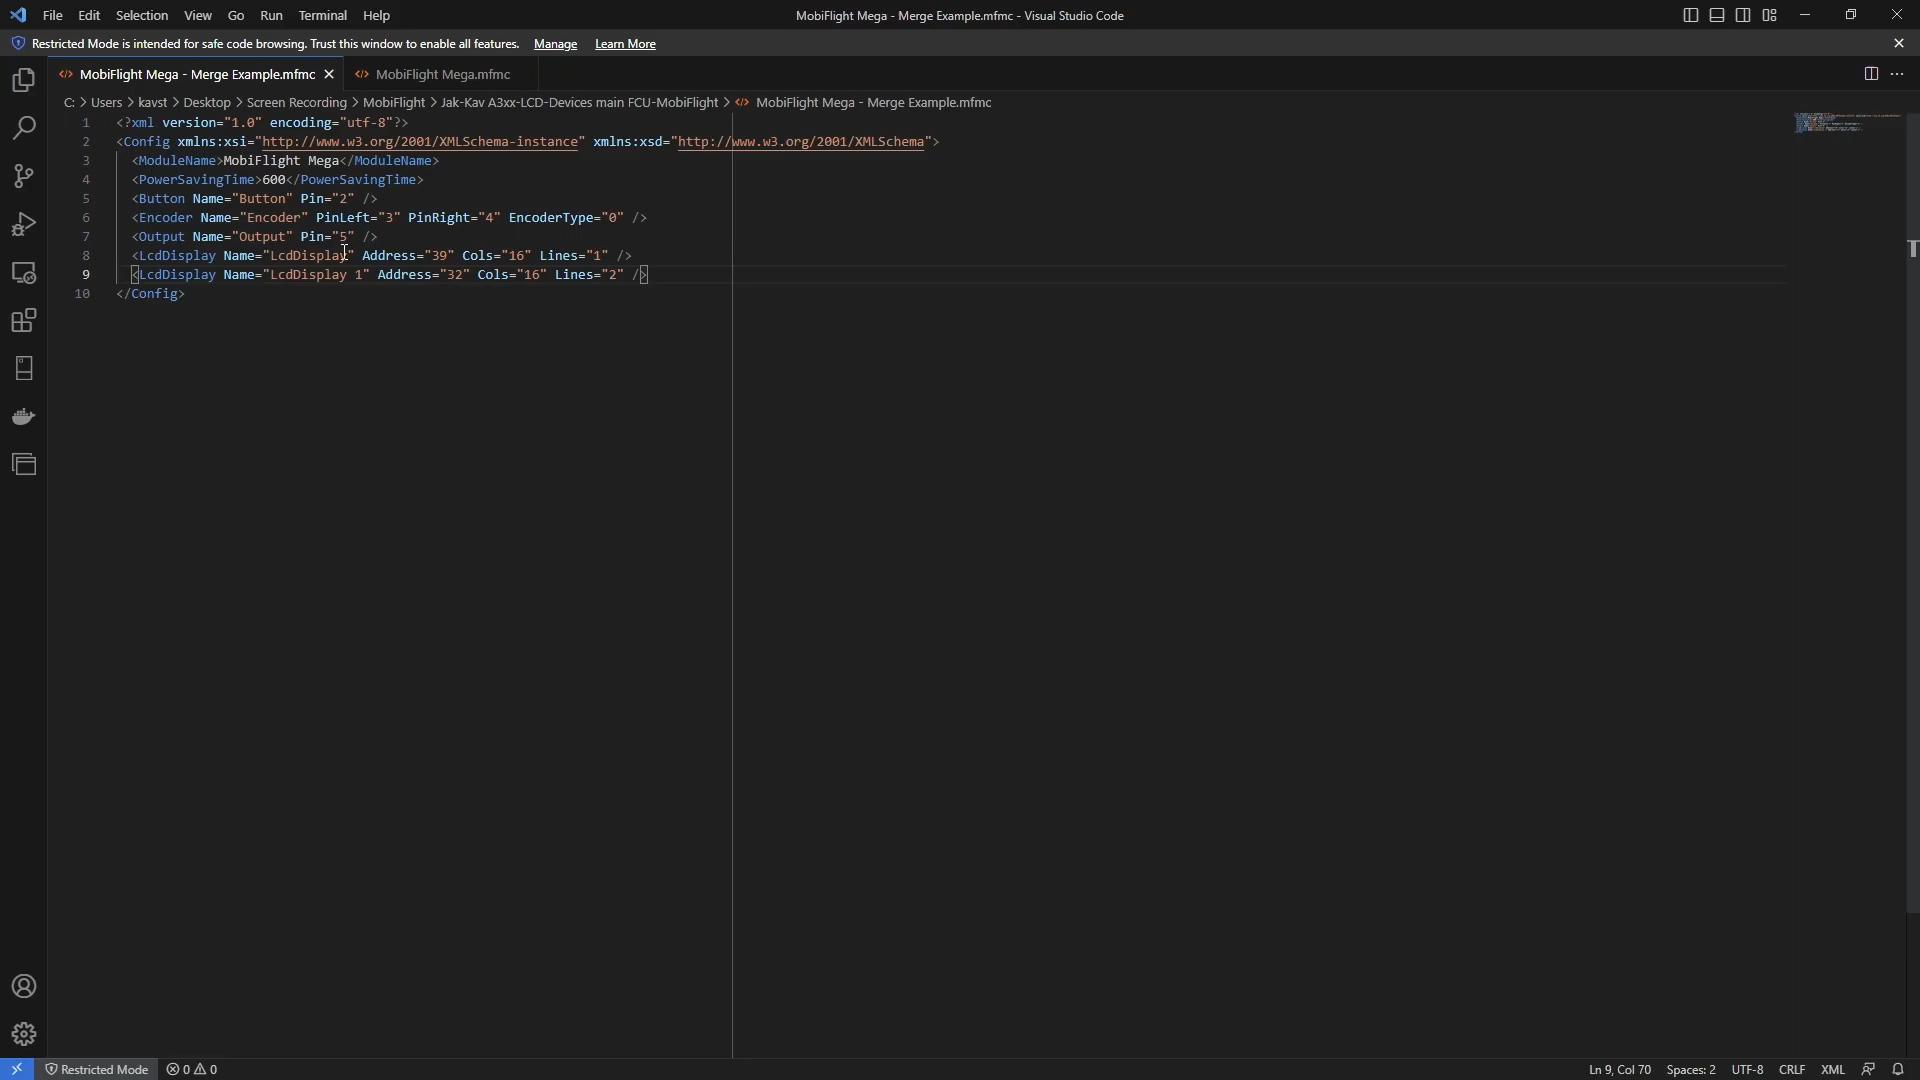 File Edit Selection View Go Run Terminal Help
MobiFlight Mega - Merge Example.mfmc - Visual Studio Code
Restricted Mode is intended for safe code browsing. Trust this window to enable all features. Manage Learn More
MobiFlight Mega - Merge Example.mfmc
MobiFlight Mega.mfmc
C: > Users > kavst > Desktop > Screen Recording > MobiFlight > Jak-Kav A3xx-LCD-Devices main FCU-MobiFlight > MobiFlight Mega - Merge Example.mfmc
1 <?xml version="1.0" encoding="utf-8"?>
2 <Config xmlns:xsi="http://www.w3.org/2001/XMLSchema-instance" xmlns:xsd="http://www.w3.org/2001/XMLSchema">
3 <ModuleName>MobiFlight Mega</ModuleName>
4 <PowerSavingTime>600</PowerSavingTime>
5 <Button Name="Button" Pin="2" />
6 <Encoder Name="Encoder" PinLeft="3" PinRight="4" EncoderType="0" />
7 <Output Name="Output" Pin="5" />
8 <LcdDisplay Name="LcdDisplay" Address="39" Cols="16" Lines="1" />
9 <LcdDisplay Name="LcdDisplay 1" Address="32" Cols="16" Lines="2" />
10 </Config>
Restricted Mode 0 0 Ln 9, Col 70 Spaces: 2 UTF-8 CRLF XML